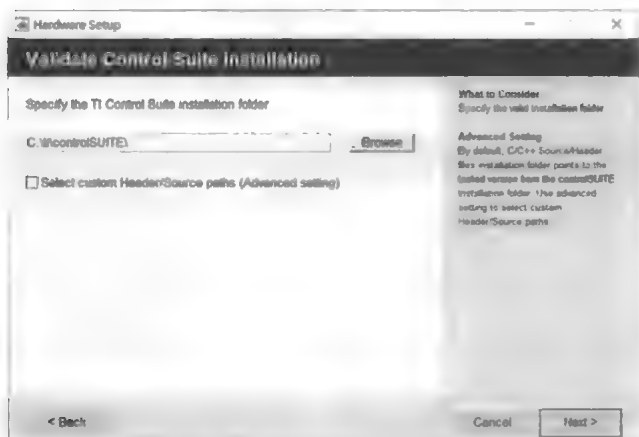 Hardware Setup
Validate Control Suite Installation
Specify the TI Control Suite installation folder
C:\ti\controlSUITE\
Browse
Select custom Header/Source paths (Advanced setting)
What to Consider
Specify the valid installation folder
Advanced Setting
By default, C/C++ Source/Header
files installation folder points to the
tested version from the controlSUITE
installation folder. Use advanced
setting to select custom
Header/Source paths
< Back
Cancel
Next >